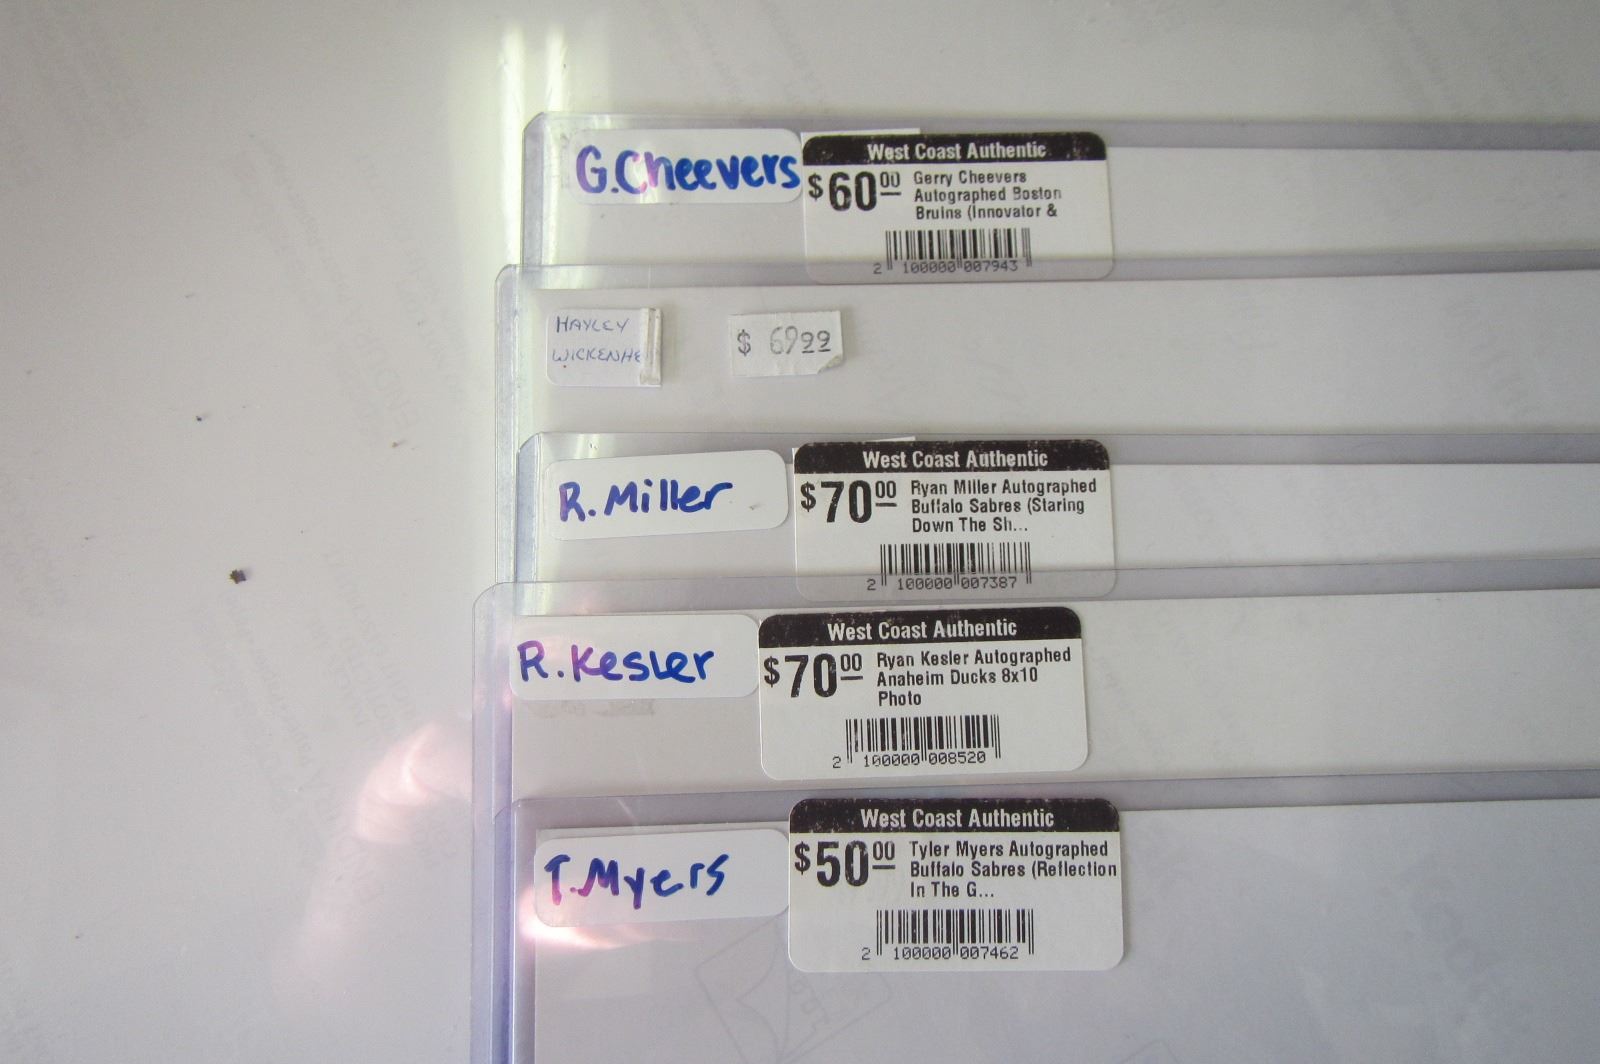 G.Cheevers
West Coast Authentic
$60.00 Gerry Cheevers
Autographed Boston
Bruins (Innovator &
2 100000 007943
HAYLEY
WICKENHE
$ 69.99
R.Miller
West Coast Authentic
$70.00 Ryan Miller Autographed
Buffalo Sabres (Staring
Down The Sh...
2 100000 007387
R.Kesler
West Coast Authentic
$70.00 Ryan Kesler Autographed
Anaheim Ducks 8x10
Photo
2 100000 008520
T.Myers
West Coast Authentic
$50.00 Tyler Myers Autographed
Buffalo Sabres (Reflection
In The G...
2 100000 007462